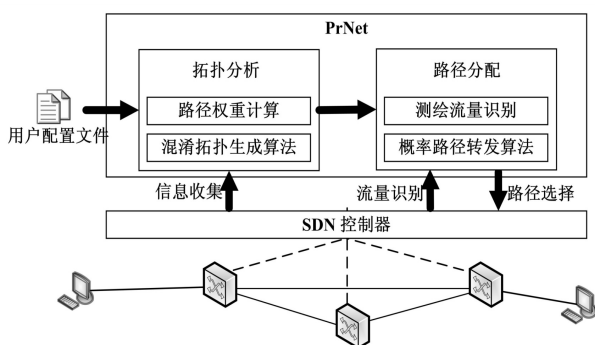 PrNet
拓扑分析
路径分配
路径权重计算
测绘流量识别
用户配置文件
混淆拓扑生成算法
概率路径转发算法
信息收集
流量识别
路径选择
SDN 控制器